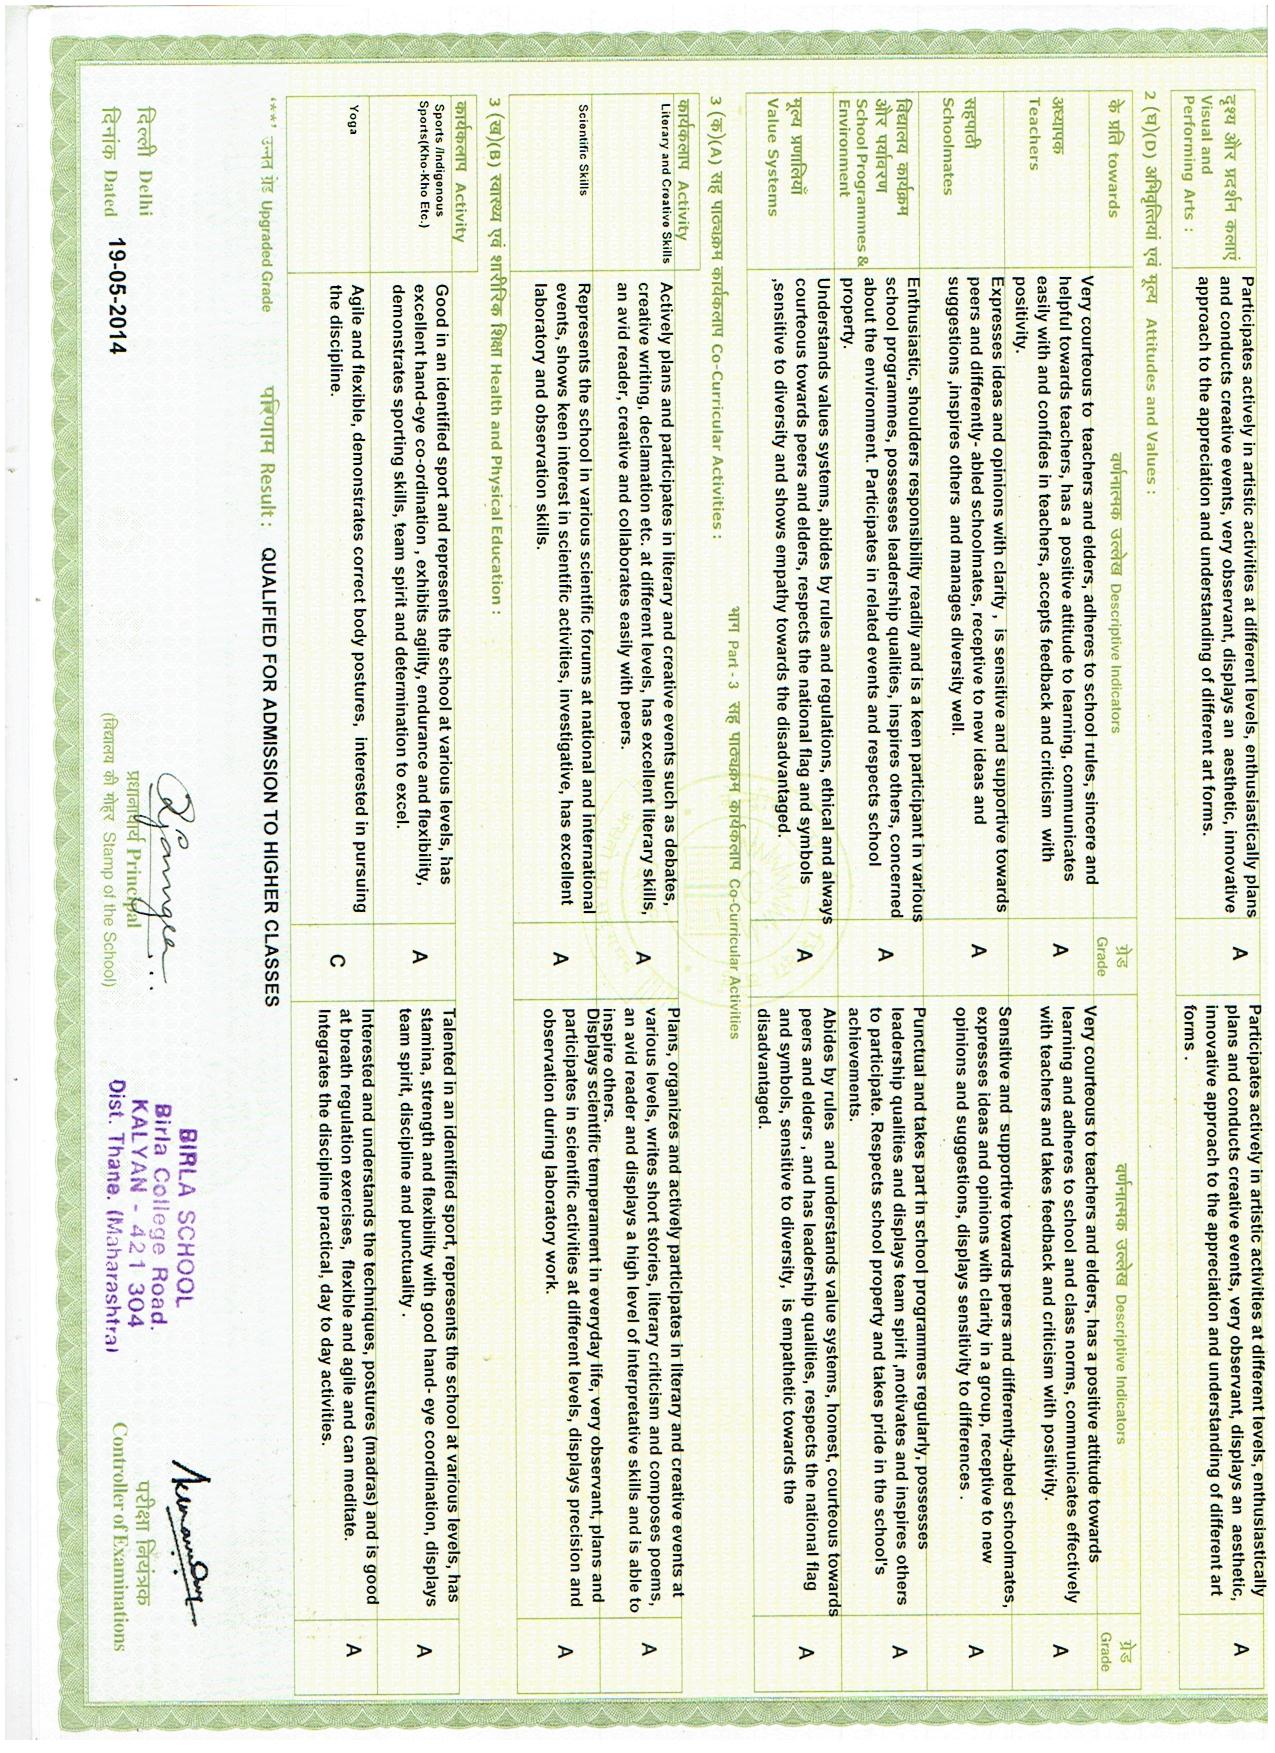 दृश्य और प्रदर्शन कलाएं
Visual and
Performing Arts :
Participates actively in artistic activities at different levels, enthusiastically plans
and conducts creative events, very observant, displays an aesthetic, innovative
approach to the appreciation and understanding of different art forms.
A
Participates actively in artistic activities at different levels, enthusiastically
plans and conducts creative events, very observant, displays an aesthetic,
innovative approach to the appreciation and understanding of different art
forms .
A
2 (घ)(D) अभिवृत्तियां एवं मूल्य Attitudes and Values :
के प्रति towards
वर्णनात्मक उल्लेख Descriptive Indicators
ग्रेड
Grade
वर्णनात्मक उल्लेख Descriptive Indicators
ग्रेड
Grade
अध्यापक
Teachers
Very courteous to teachers and elders, adheres to school rules, sincere and
helpful towards teachers, has a positive attitude to learning, communicates
easily with and confides in teachers, accepts feedback and criticism with
positivity.
A
Very courteous to teachers and elders, has a positive attitude towards
learning and adheres to school and class norms, communicates effectively
with teachers and takes feedback and criticism with positivity.
A
सहपाठी
Schoolmates
Expresses ideas and opinions with clarity , is sensitive and supportive towards
peers and differently- abled schoolmates, receptive to new ideas and
suggestions ,inspires others and manages diversity well.
A
Sensitive and supportive towards peers and differently-abled schoolmates,
expresses ideas and opinions with clarity in a group, receptive to new
opinions and suggestions, displays sensitivity to differences .
A
विद्यालय कार्यक्रम
और पर्यावरण
School Programmes &
Environment
Enthusiastic, shoulders responsibility readily and is a keen participant in various
school programmes, possesses leadership qualities, inspires others, concerned
about the environment. Participates in related events and respects school
property.
A
Punctual and takes part in school programmes regularly, possesses
leadership qualities and displays team spirit ,motivates and inspires others
to participate. Respects school property and takes pride in the school's
achievements.
A
मूल्य प्रणालियाँ
Value Systems
Understands values systems, abides by rules and regulations, ethical and always
courteous towards peers and elders, respects the national flag and symbols
,sensitive to diversity and shows empathy towards the disadvantaged.
A
Abides by rules and understands value systems, honest, courteous towards
peers and elders , and has leadership qualities, respects the national flag
and symbols, sensitive to diversity, is empathetic towards the
disadvantaged.
A
भाग Part - 3 सह पाठ्यक्रम कार्यकलाप Co-Curricular Activities
3 (क)(A) सह पाठ्यक्रम कार्यकलाप Co-Curricular Activities :
कार्यकलाप Activity
Literary and Creative Skills
Actively plans and participates in literary and creative events such as debates,
creative writing, declamation etc. at different levels, has excellent literary skills,
an avid reader, creative and collaborates easily with peers.
A
Plans, organizes and actively participates in literary and creative events at
various levels, writes short stories, literary criticism and composes poems,
an avid reader and displays a high level of interpretative skills and is able to
inspire others.
A
Scientific Skills
Represents the school in various scientific forums at national and international
events, shows keen interest in scientific activities, investigative, has excellent
laboratory and observation skills.
A
Displays scientific temperament in everyday life, very observant, plans and
participates in scientific activities at different levels, displays precision and
observation during laboratory work.
A
3 (ख)(B) स्वास्थ्य एवं शारीरिक शिक्षा Health and Physical Education :
कार्यकलाप Activity
Sports /Indigenous
Sports(Kho-Kho Etc.)
Good in an identified sport and represents the school at various levels, has
excellent hand-eye co-ordination , exhibits agility, endurance and flexibility,
demonstrates sporting skills, team spirit and determination to excel.
A
Talented in an identified sport, represents the school at various levels, has
stamina, strength and flexibility with good hand- eye coordination, displays
team spirit, discipline and punctuality .
A
Yoga
Agile and flexible, demonstrates correct body postures, interested in pursuing
the discipline.
C
Interested and understands the techniques, postures (madras) and is good
at breath regulation exercises, flexible and agile and can meditate.
Integrates the discipline practical, day to day activities.
A
'**' उन्नत ग्रेड Upgraded Grade
परिणाम Result : QUALIFIED FOR ADMISSION TO HIGHER CLASSES
दिल्ली Delhi
दिनांक Dated 19-05-2014
प्रधानाचार्य Principal
(विद्यालय की मोहर Stamp of the School)
BIRLA SCHOOL
Birla College Road.
KALYAN - 421 304
Dist. Thane. (Maharashtra)
परीक्षा नियंत्रक
Controller of Examinations